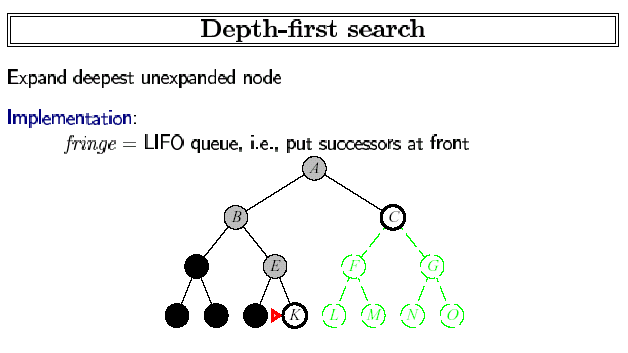 Depth-first search
Expand deepest unexpanded node
Implementation:
fringe = LIFO queue, i.e., put successors at front
A
B C
E F G
K L M N O